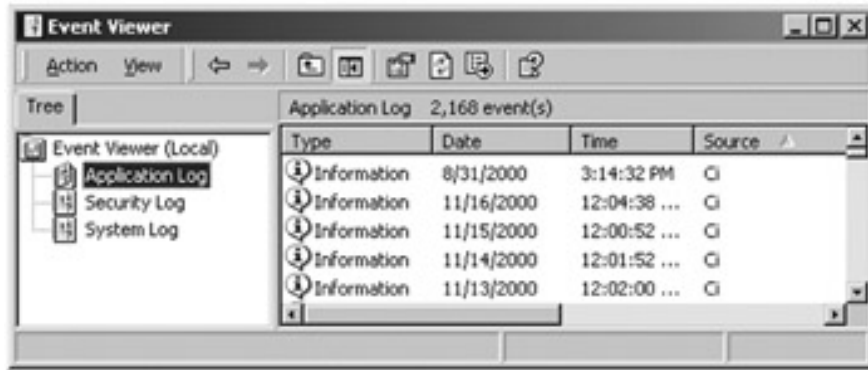 Event Viewer
Action View
Tree
Application Log 2,168 event(s)
Event Viewer (Local)
Application Log
Security Log
System Log
Type Date Time Source
Information 8/31/2000 3:14:32 PM Ci
Information 11/16/2000 12:04:38 ... Ci
Information 11/15/2000 12:00:52 ... Ci
Information 11/14/2000 12:01:52 ... Ci
Information 11/13/2000 12:02:00 ... Ci